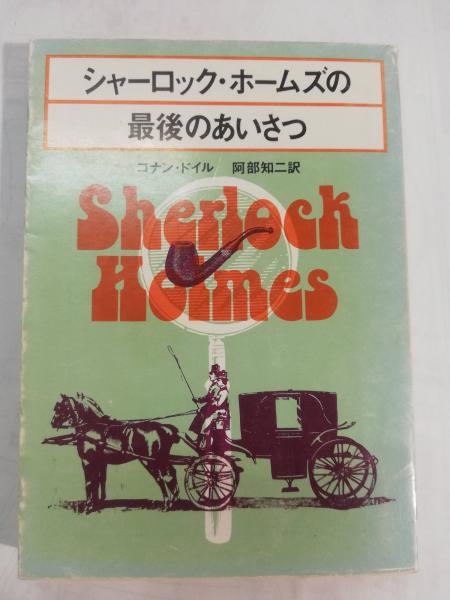 シャーロック・ホームズの
最後のあいさつ
コナン・ドイル 阿部知二訳
Sherlock
Holmes